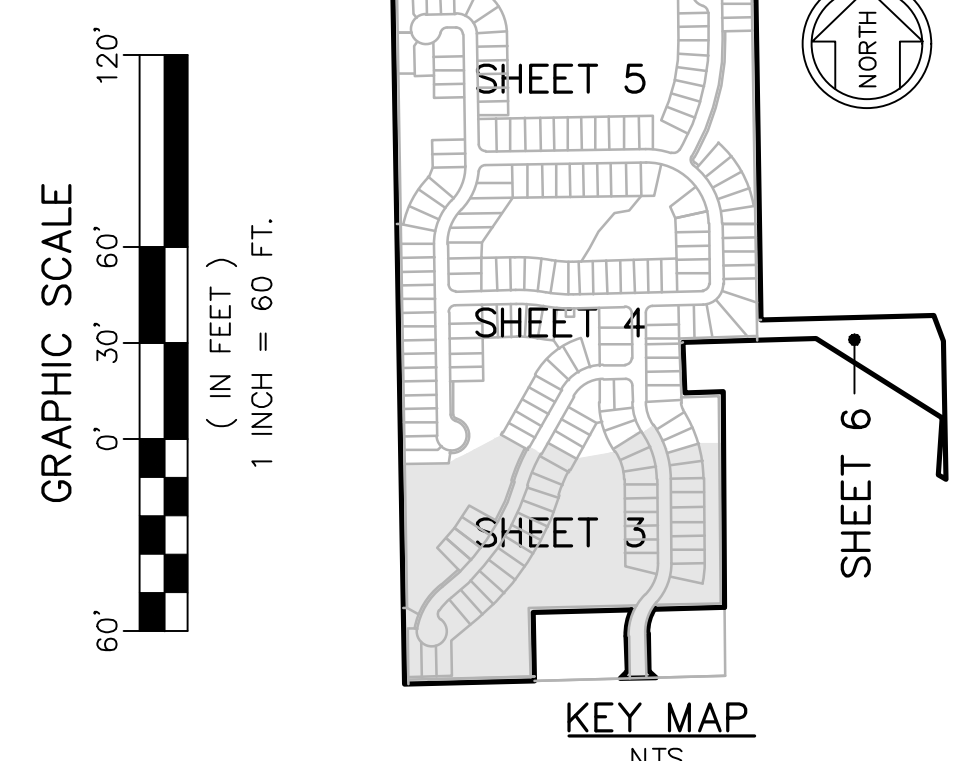 GRAPHIC SCALE
120'
60'
30'
0'
60'
( IN FEET )
1 INCH = 60 FT.
SHEET 5
SHEET 4
SHEET 3
SHEET 6
NORTH
KEY MAP
NTS